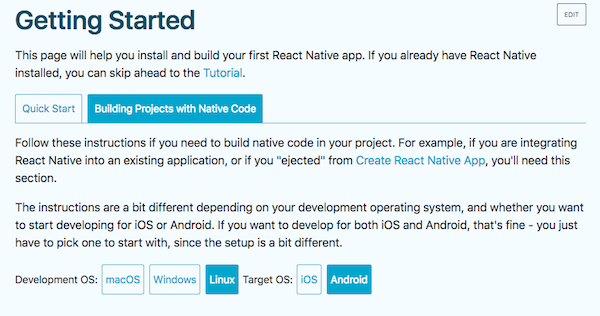 Getting Started
EDIT
This page will help you install and build your first React Native app. If you already have React Native
installed, you can skip ahead to the Tutorial.
Quick Start Building Projects with Native Code
Follow these instructions if you need to build native code in your project. For example, if you are integrating
React Native into an existing application, or if you "ejected" from Create React Native App, you'll need this
section.
The instructions are a bit different depending on your development operating system, and whether you want
to start developing for iOS or Android. If you want to develop for both iOS and Android, that's fine - you just
have to pick one to start with, since the setup is a bit different.
Development OS: macOS Windows Linux Target OS: iOS Android